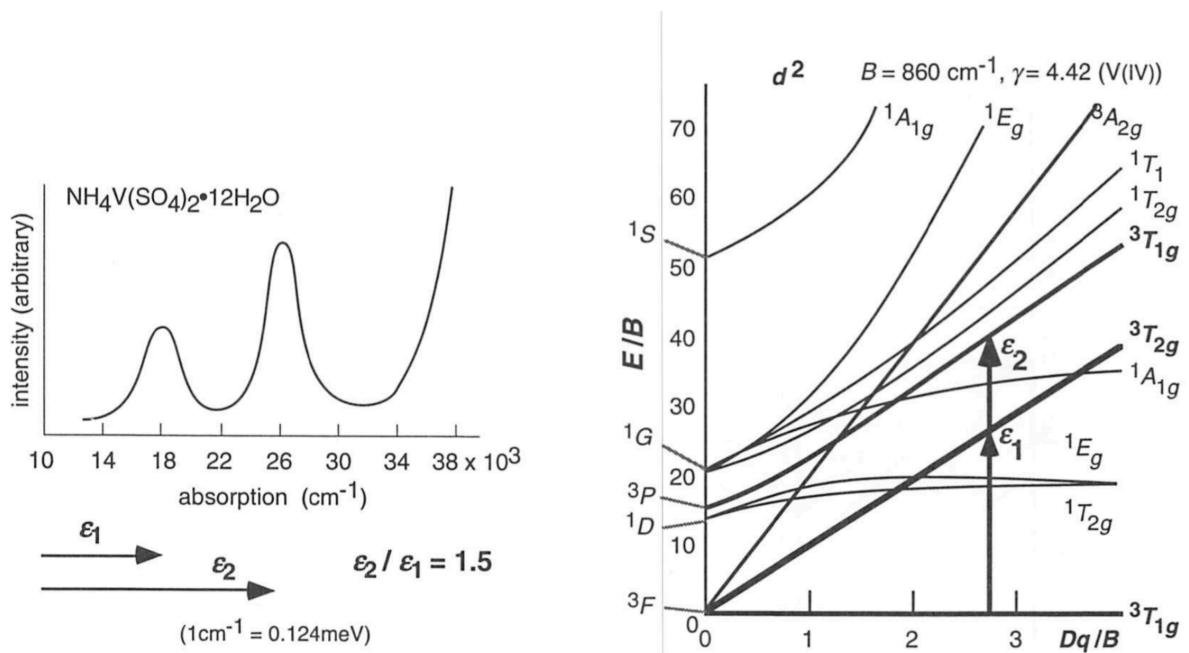 NH4V(SO4)2•12H2O
intensity (arbitrary)
10 14 18 22 26 30 34 38 x 10³
absorption (cm⁻¹)
ε1
ε2
ε2 / ε1 = 1.5
(1cm⁻¹ = 0.124meV)
d² B = 860 cm⁻¹, γ = 4.42 (V(IV))
E/B
70
60
50
40
30
20
10
0
¹S
¹G
³P
¹D
³F
¹A1g
¹Eg
³A2g
¹T1
¹T2g
³T1g
³T2g
¹A1g
¹Eg
¹T2g
³T1g
ε2
ε1
0 1 2 3 Dq/B